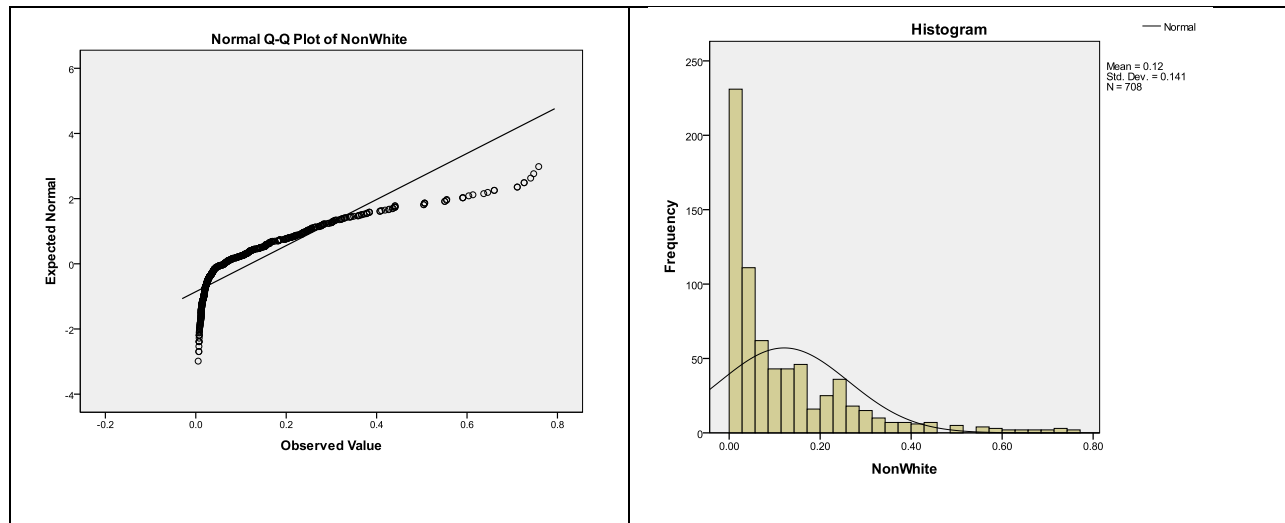 Normal Q-Q Plot of NonWhite
6
4
2
0
-2
-4
Expected Normal
-0.2 0.0 0.2 0.4 0.6 0.8
Observed Value
Histogram
Normal
Mean = 0.12
Std. Dev. = 0.141
N = 708
250
200
150
100
50
0
Frequency
0.00 0.20 0.40 0.60 0.80
NonWhite